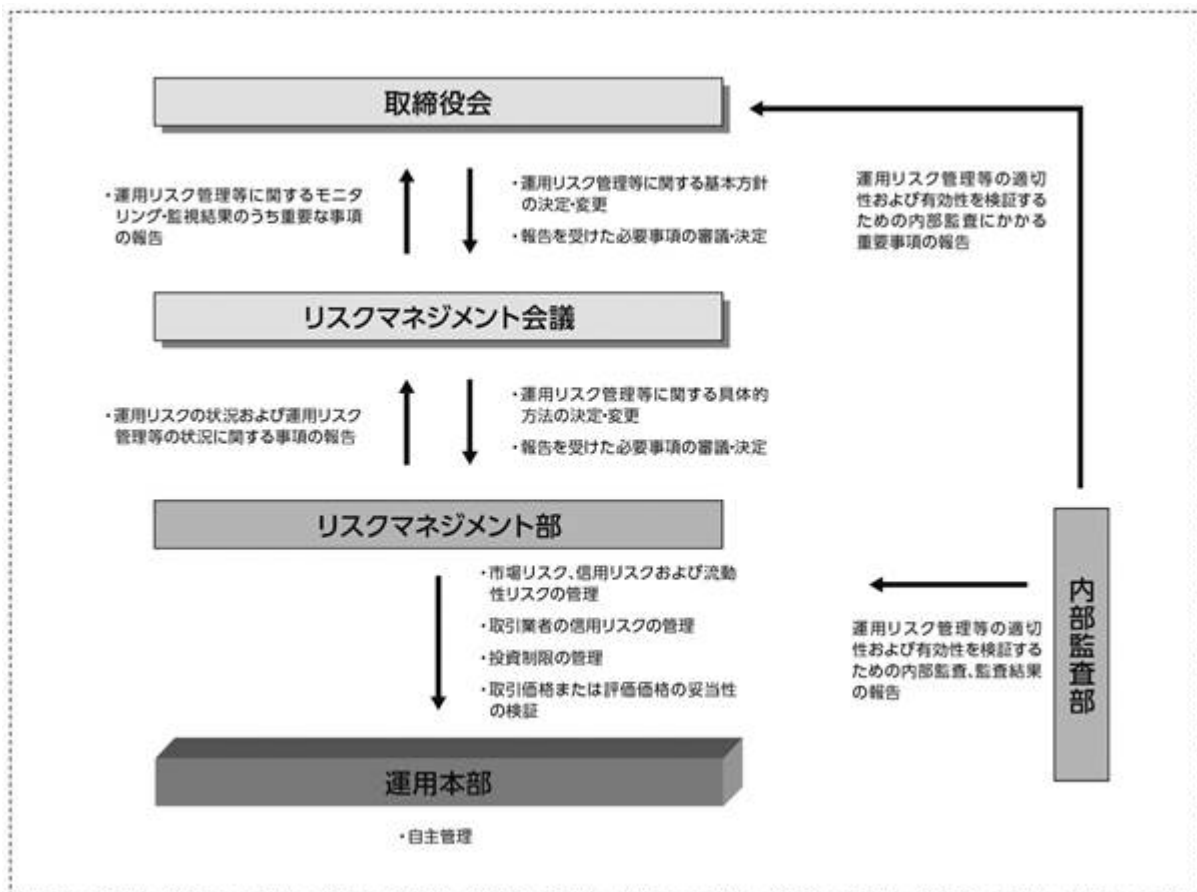 取締役会
・運用リスク管理等に関するモニタ
リング・監視結果のうち重要な事項
の報告
・運用リスク管理等に関する基本方針
の決定・変更
・報告を受けた必要事項の審議・決定
運用リスク管理等の適切
性および有効性を検証す
るための内部監査にかかる
重要事項の報告
リスクマネジメント会議
・運用リスクの状況および運用リスク
管理等の状況に関する事項の報告
・運用リスク管理等に関する具体的
方法の決定・変更
・報告を受けた必要事項の審議・決定
リスクマネジメント部
・市場リスク、信用リスクおよび流動
性リスクの管理
・取引業者の信用リスクの管理
・投資制限の管理
・取引価格または評価価格の妥当性
の検証
運用リスク管理等の適切
性および有効性を検証する
ための内部監査、監査結果
の報告
内部監査部
運用本部
・自主管理